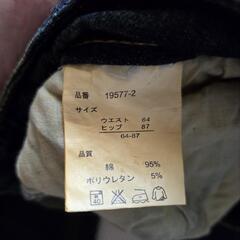 品番 19577-2
サイズ
ウエスト 64
ヒップ 87
64-87
品質
綿 95%
ポリウレタン 5%
40